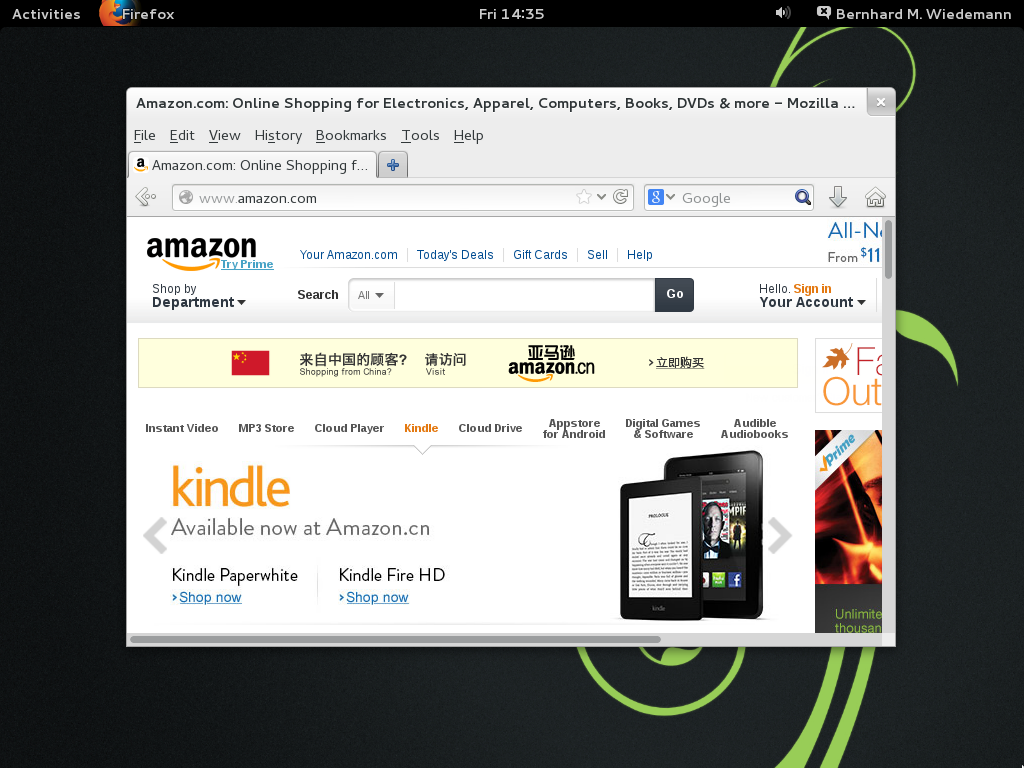 Activities Firefox Fri 14:35 Bernhard M. Wiedemann
Amazon.com: Online Shopping for Electronics, Apparel, Computers, Books, DVDs & more – Mozilla ...
File Edit View History Bookmarks Tools Help
Amazon.com: Online Shopping f...
www.amazon.com
Google
amazon
Try Prime
Your Amazon.com Today's Deals Gift Cards Sell Help
All-Ne
From $11
Shop by
Department
Search All Go
Hello. Sign in
Your Account
来自中国的顾客? 请访问 亚马逊 立即购买
Shopping from China? Visit amazon.cn
Fa
Out
Instant Video MP3 Store Cloud Player Kindle Cloud Drive Appstore for Android Digital Games & Software Audible Audiobooks
Prime
kindle
Available now at Amazon.cn
Kindle Paperwhite Kindle Fire HD
Shop now Shop now
PROLOGUE
kindle
Unlimite
thousan